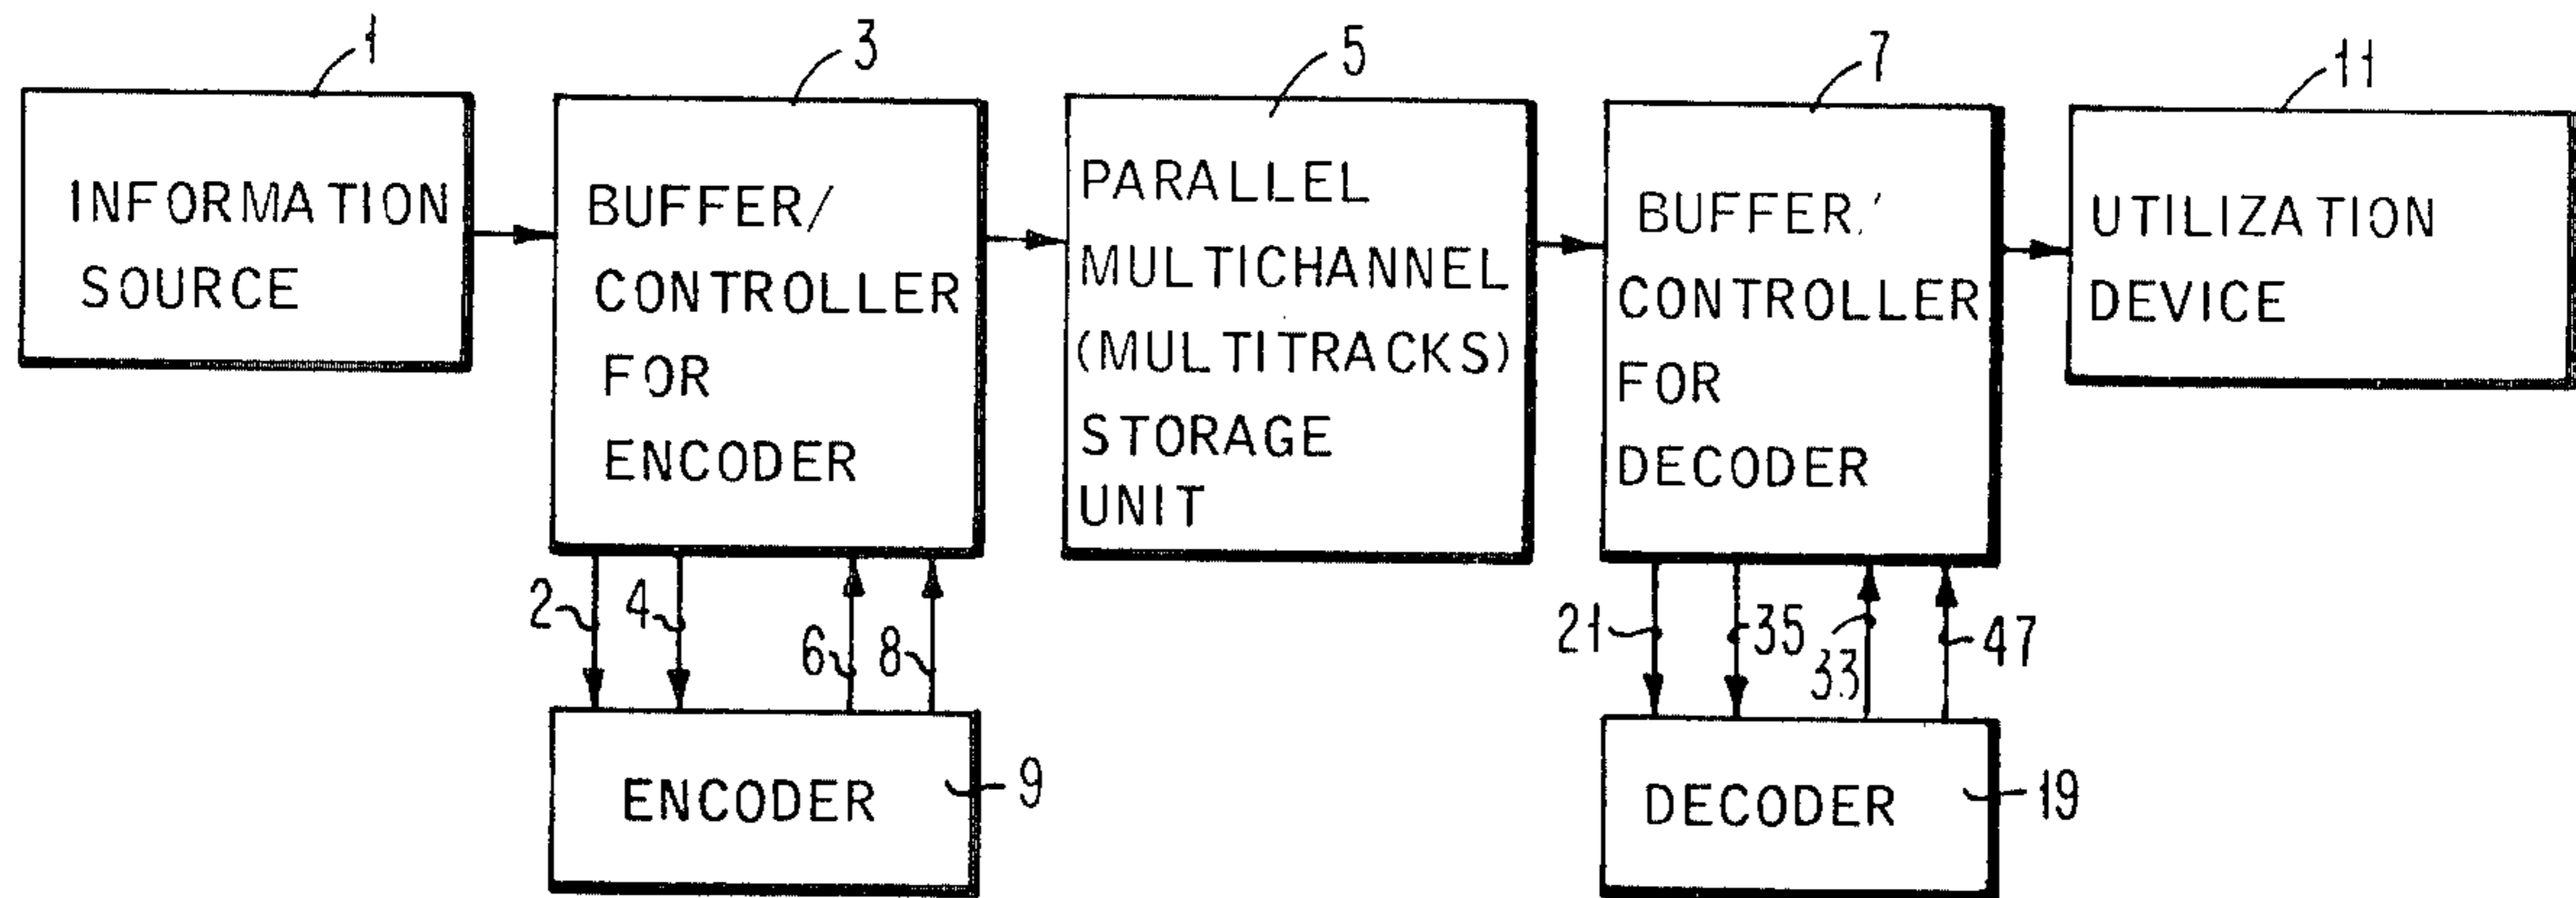 1
3
5
7
11
INFORMATION
SOURCE
BUFFER/
CONTROLLER
FOR
ENCODER
PARALLEL
MULTICHANNEL
(MULTITRACKS)
STORAGE
UNIT
BUFFER/
CONTROLLER
FOR
DECODER
UTILIZATION
DEVICE
2
4
6
8
21
35
33
47
ENCODER
9
DECODER
19